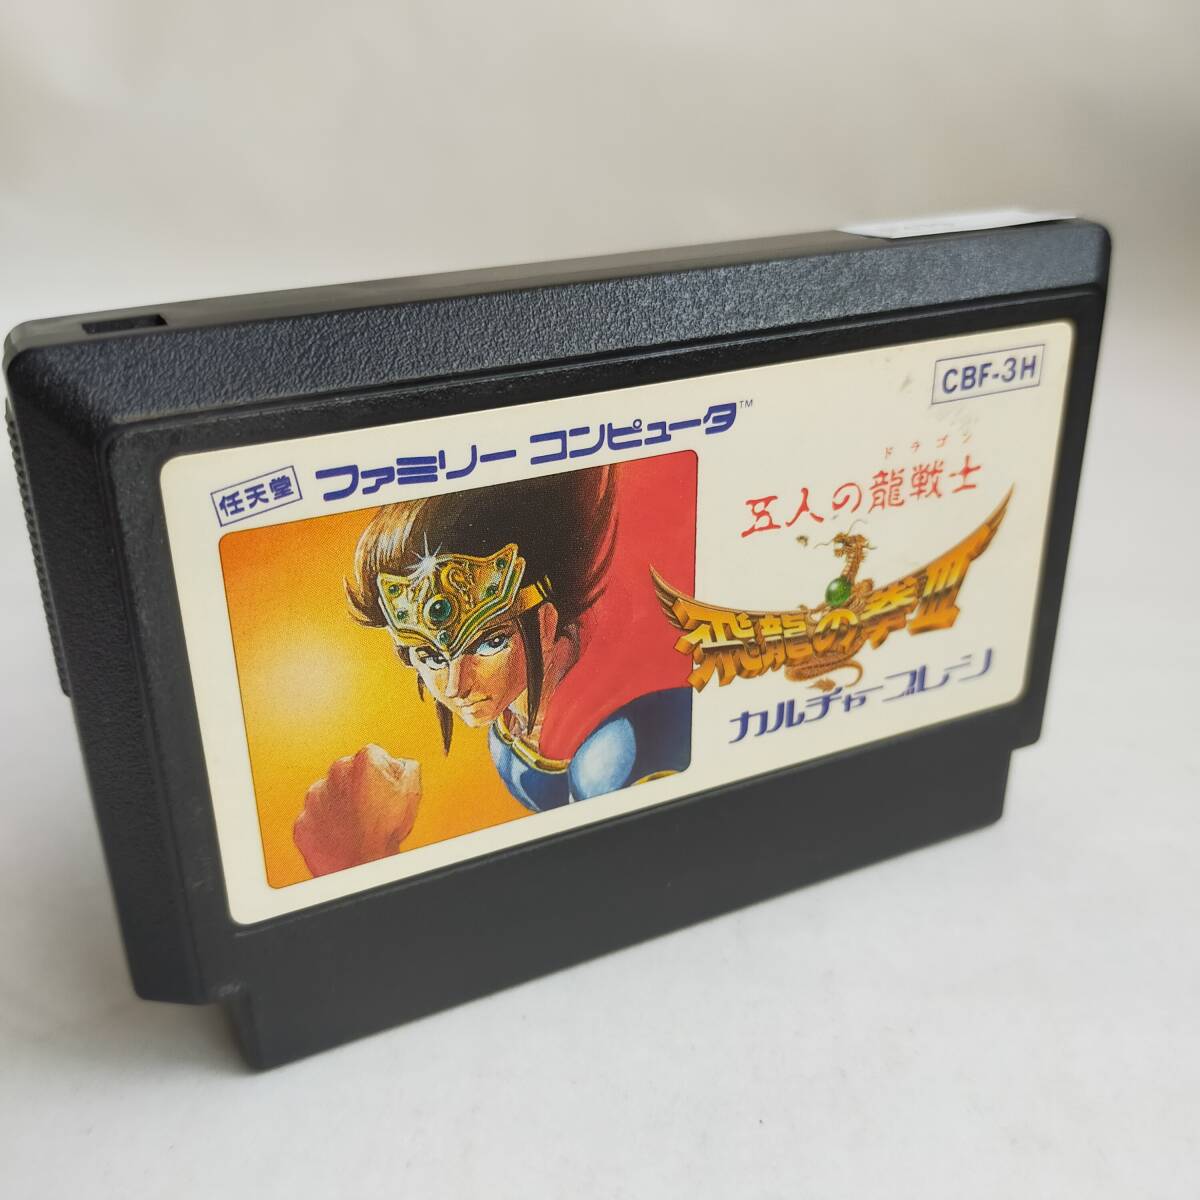 任天堂 ファミリー コンピュータ™
CBF-3H
ドラゴン
五人の龍戦士
飛龍の拳Ⅲ
カルチャーブレーン